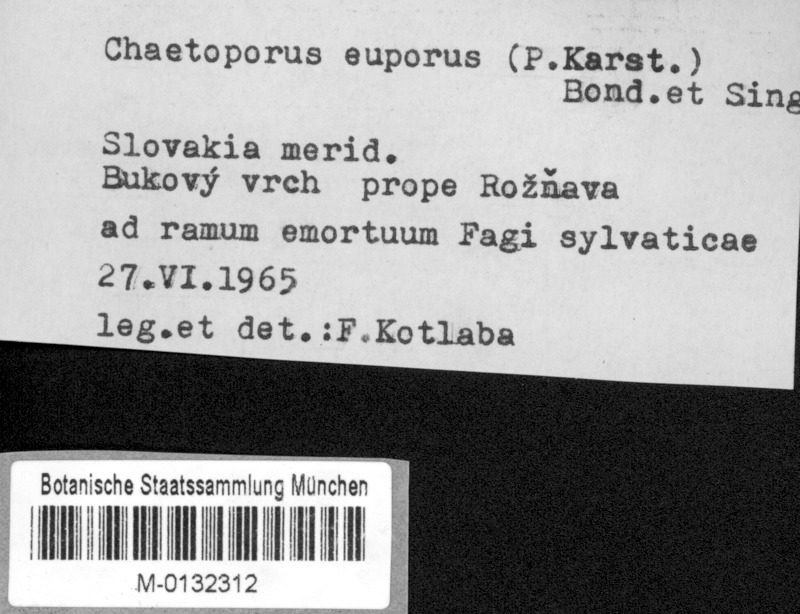 Chaetoporus euporus (P.Karst.)
Bond.et Sing
Slovakia merid.
Bukový vrch prope Rožňava
ad ramum emortuum Fagi sylvaticae
27.VI.1965
leg.et det.:F.Kotlaba
Botanische Staatssammlung München
M-0132312